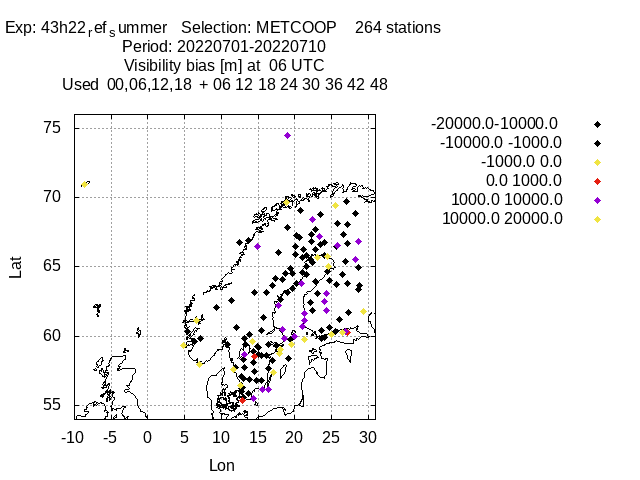 Exp: 43h22refsummer Selection: METCOOP 264 stations
Period: 20220701-20220710
Visibility bias [m] at 06 UTC
Used 00,06,12,18 + 06 12 18 24 30 36 42 48
-20000.0-10000.0
-10000.0 -1000.0
-1000.0 0.0
0.0 1000.0
1000.0 10000.0
10000.0 20000.0
75
70
65
60
55
Lat
-10 -5 0 5 10 15 20 25 30
Lon